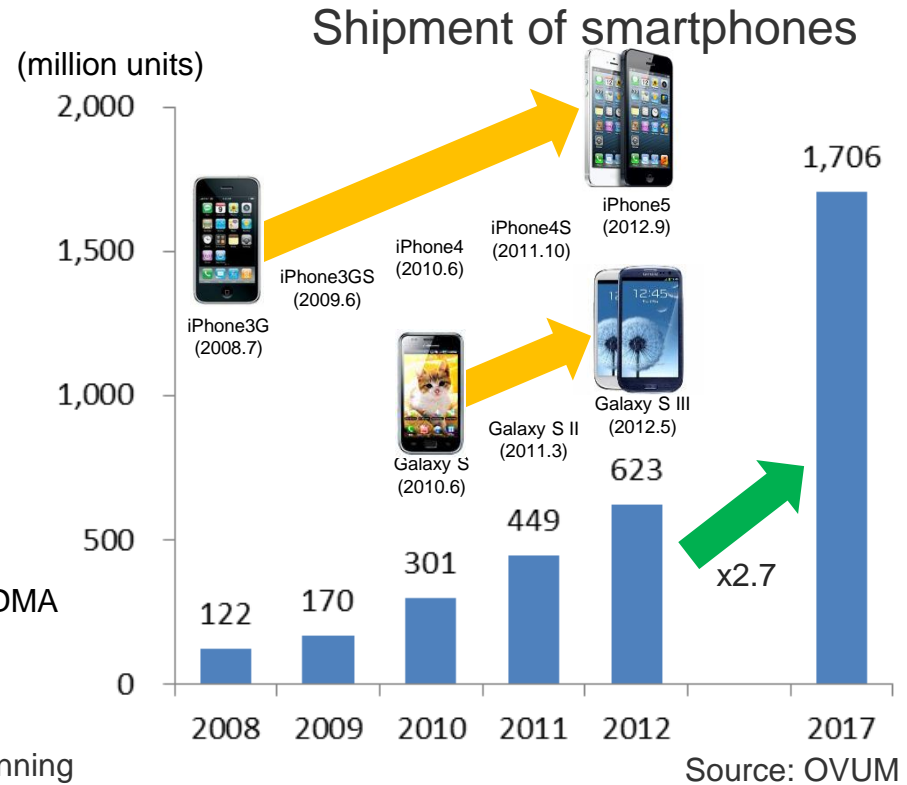 Shipment of smartphones
(million units)
2,000
1,500
1,000
500
0
iPhone3G
(2008.7)
iPhone3GS
(2009.6)
iPhone4
(2010.6)
iPhone4S
(2011.10)
iPhone5
(2012.9)
Galaxy S
(2010.6)
Galaxy S II
(2011.3)
Galaxy S III
(2012.5)
12:45
122
170
301
449
623
x2.7
1,706
2008 2009 2010 2011 2012 2017
DMA
nning
Source: OVUM